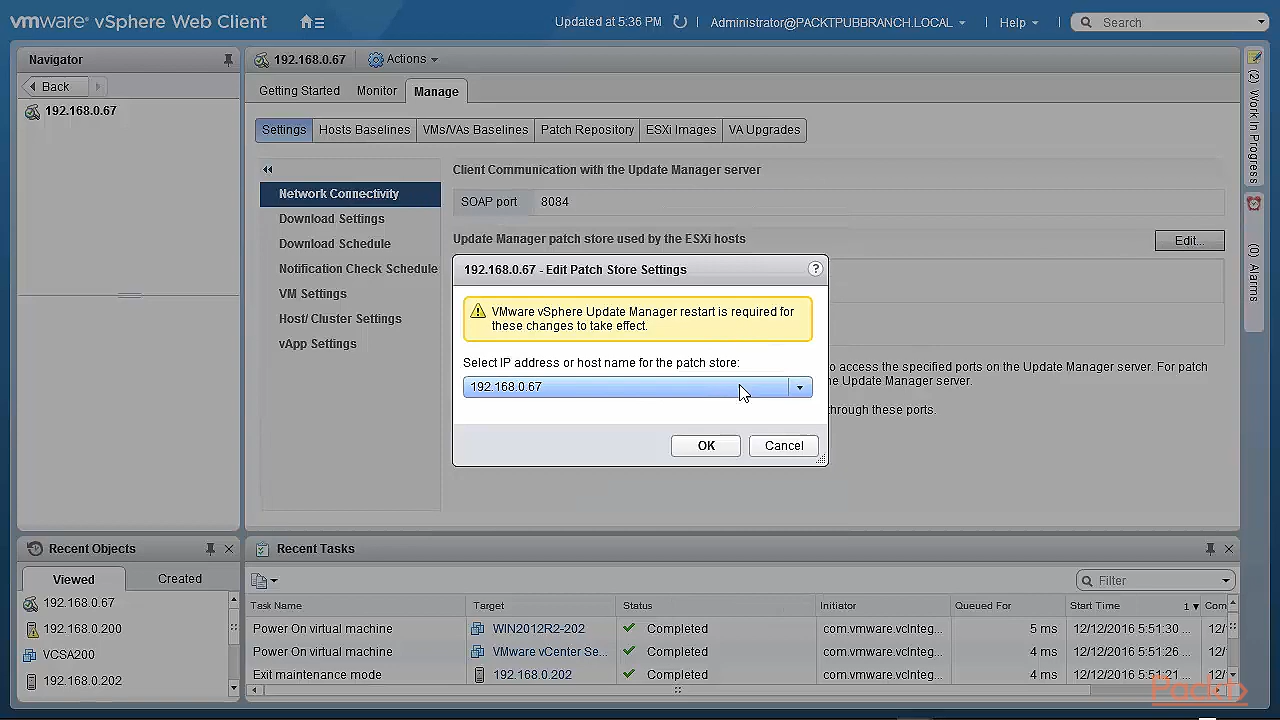 vmware® vSphere Web Client
Updated at 5:36 PM
Administrator@PACKTPUBBRANCH.LOCAL
Help
Search
Navigator
Back
192.168.0.67
192.168.0.67
Actions
Getting Started
Monitor
Manage
Settings
Hosts Baselines
VMs/VAs Baselines
Patch Repository
ESXi Images
VA Upgrades
Network Connectivity
Download Settings
Download Schedule
Notification Check Schedule
VM Settings
Host/ Cluster Settings
vApp Settings
Client Communication with the Update Manager server
SOAP port
8084
Update Manager patch store used by the ESXi hosts
Edit...
192.168.0.67 - Edit Patch Store Settings
?
VMware vSphere Update Manager restart is required for
these changes to take effect.
Select IP address or host name for the patch store:
192.168.0.67
OK
Cancel
o access the specified ports on the Update Manager server. For patch
he Update Manager server.
through these ports.
(2) Work In Progress
(0) Alarms
Recent Objects
Viewed
Created
192.168.0.67
192.168.0.200
VCSA200
192.168.0.202
Recent Tasks
Filter
Task Name
Target
Status
Initiator
Queued For
Start Time
1
Com
Power On virtual machine
WIN2012R2-202
Completed
com.vmware.vcInteg...
5 ms
12/12/2016 5:51:30 ...
12/
Power On virtual machine
VMware vCenter Se...
Completed
com.vmware.vcInteg...
4 ms
12/12/2016 5:51:26 ...
12/
Exit maintenance mode
192.168.0.202
Completed
com.vmware.vcInteg...
4 ms
12/12/2016 5:51:21 ...
12/
Packt